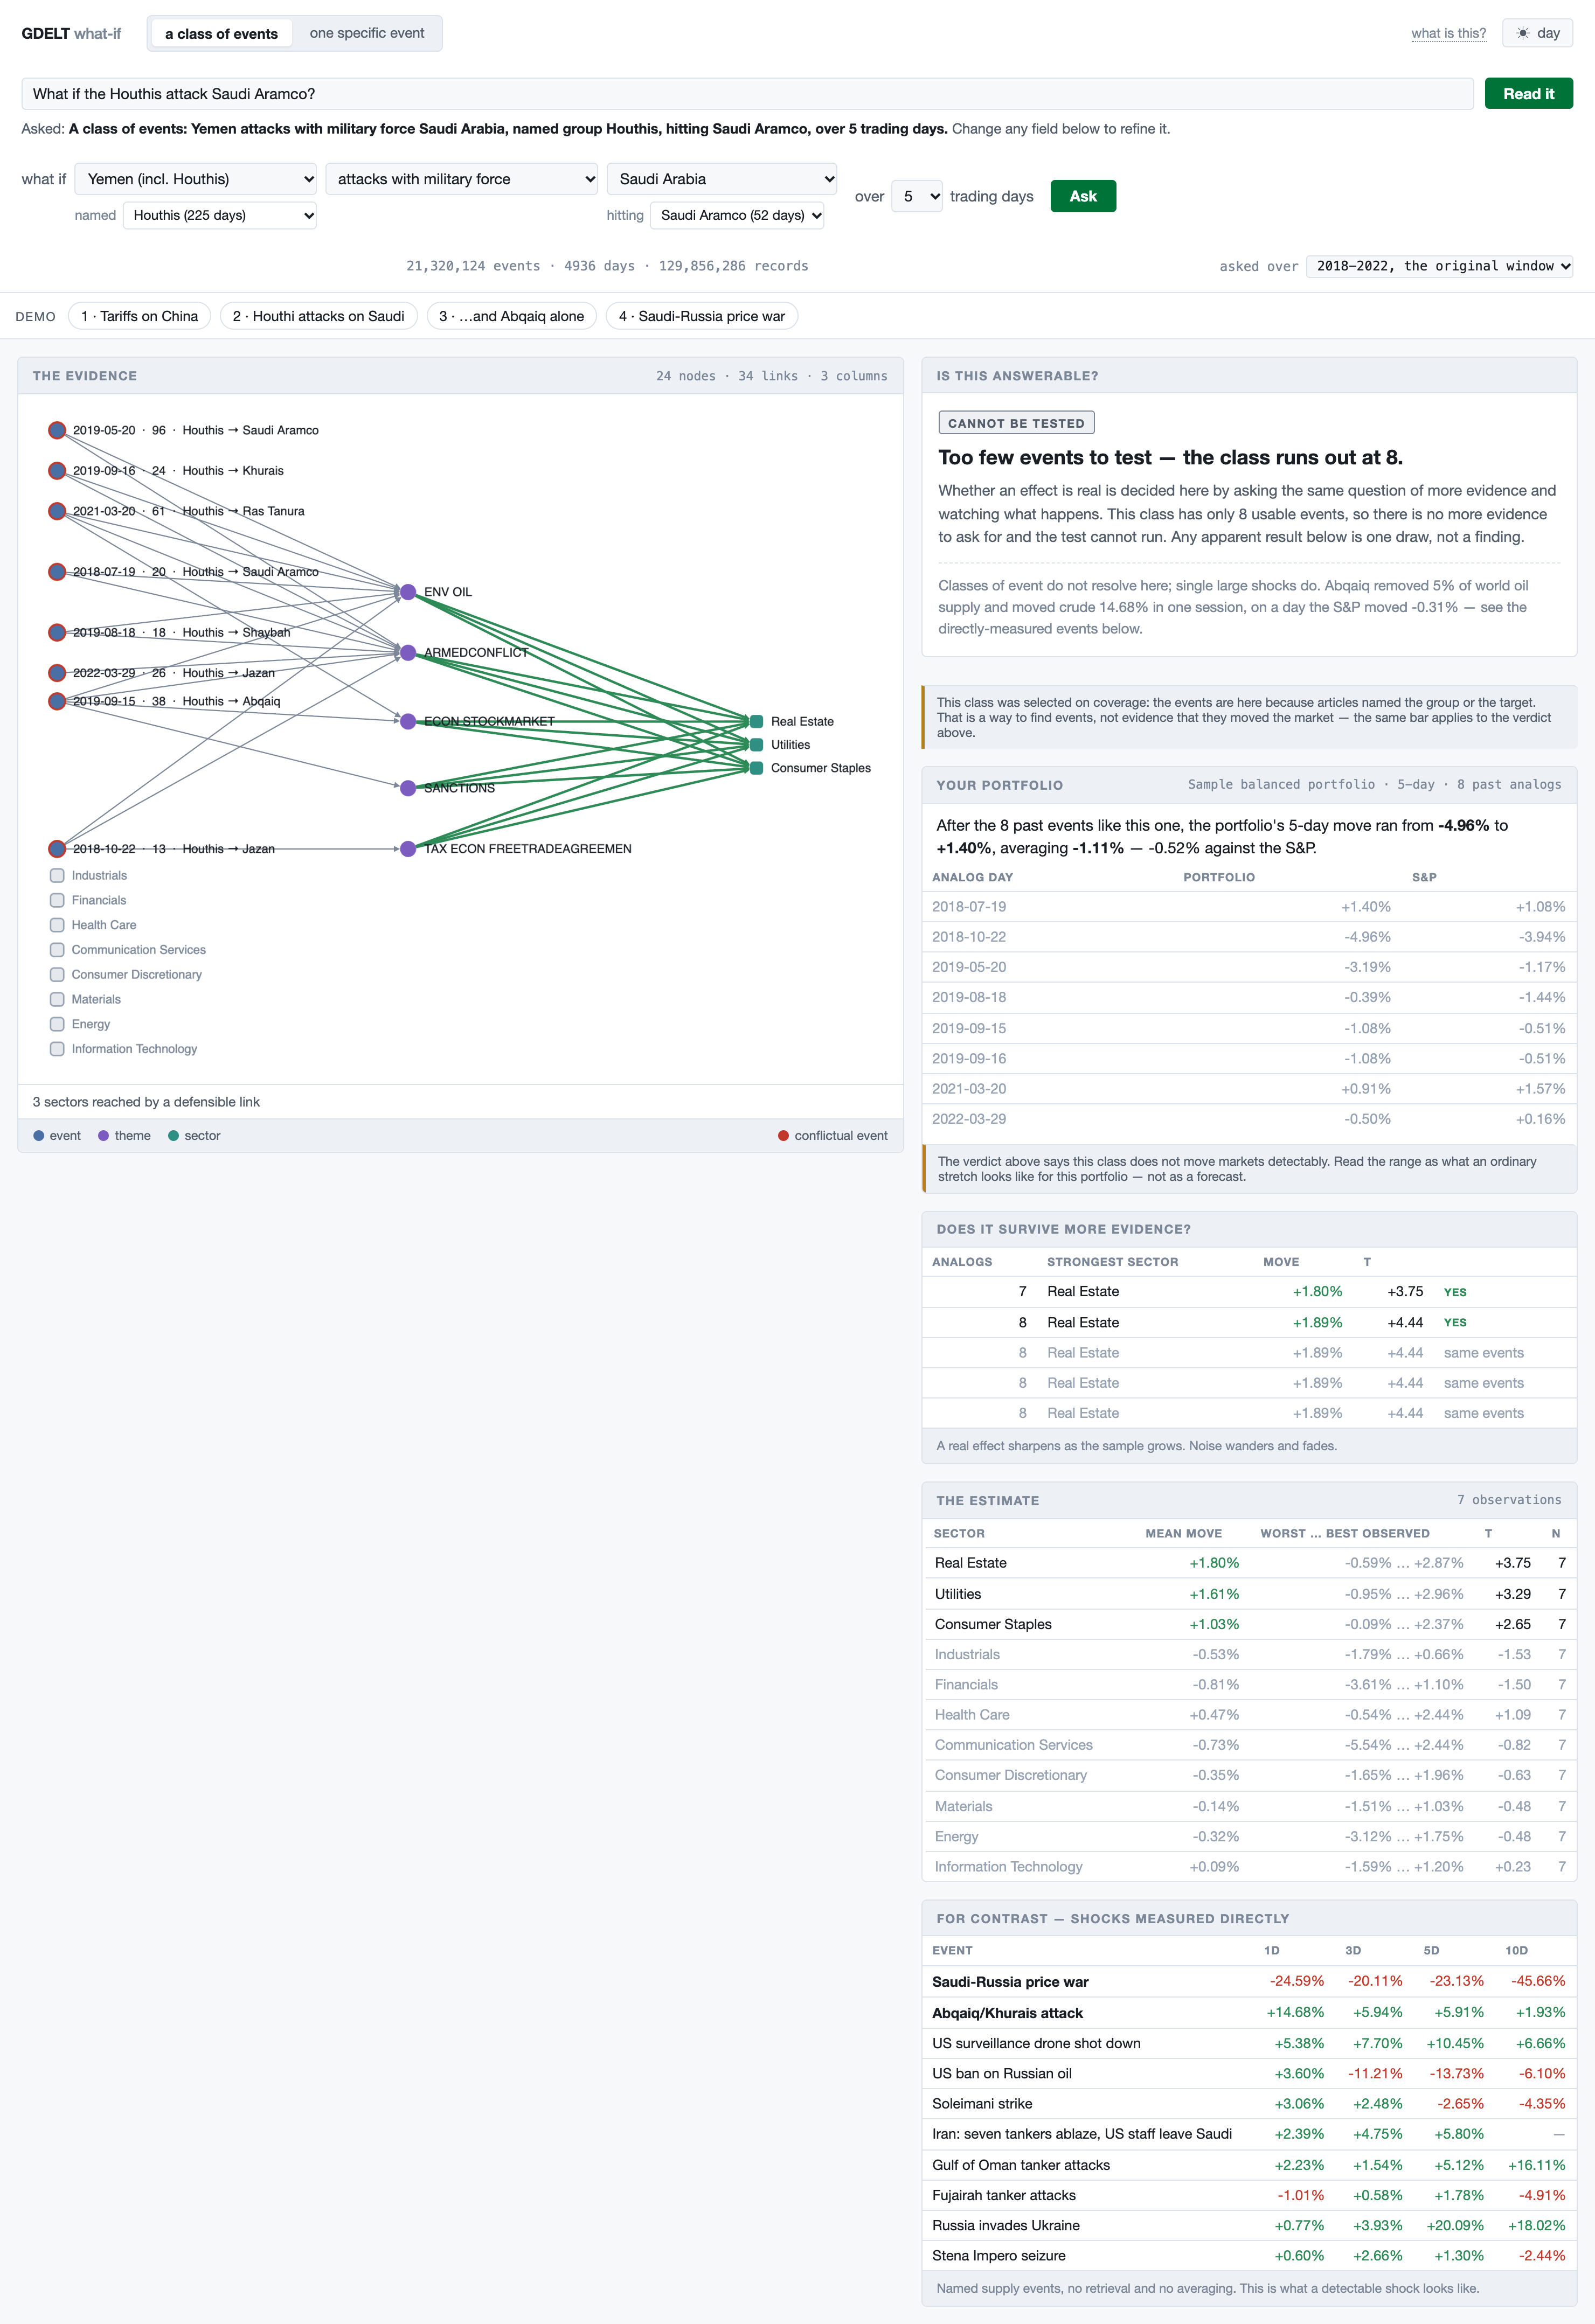 GDELT what-if
a class of events
one specific event
what is this?
☀ day
What if the Houthis attack Saudi Aramco?
Read it
Asked: A class of events: Yemen attacks with military force Saudi Arabia, named group Houthis, hitting Saudi Aramco, over 5 trading days. Change any field below to refine it.
what if Yemen (incl. Houthis) attacks with military force Saudi Arabia over 5 trading days Ask
named Houthis (225 days) hitting Saudi Aramco (52 days)
21,320,124 events · 4936 days · 129,856,286 records
asked over 2018–2022, the original window
DEMO 1 · Tariffs on China 2 · Houthi attacks on Saudi 3 · …and Abqaiq alone 4 · Saudi-Russia price war
THE EVIDENCE 24 nodes · 34 links · 3 columns
2019-05-20 · 96 · Houthis → Saudi Aramco
2019-09-16 · 24 · Houthis → Khurais
2021-03-20 · 61 · Houthis → Ras Tanura
2018-07-19 · 20 · Houthis → Saudi Aramco
ENV OIL
2019-08-18 · 18 · Houthis → Shaybah
ARMEDCONFLICT
2022-03-29 · 26 · Houthis → Jazan
2019-09-15 · 38 · Houthis → Abqaiq
ECON STOCKMARKET
Real Estate
Utilities
Consumer Staples
SANCTIONS
2018-10-22 · 13 · Houthis → Jazan
TAX ECON FREETRADEAGREEMEN
Industrials
Financials
Health Care
Communication Services
Consumer Discretionary
Materials
Energy
Information Technology
3 sectors reached by a defensible link
event theme sector conflictual event
IS THIS ANSWERABLE?
CANNOT BE TESTED
Too few events to test — the class runs out at 8.
Whether an effect is real is decided here by asking the same question of more evidence and
watching what happens. This class has only 8 usable events, so there is no more evidence
to ask for and the test cannot run. Any apparent result below is one draw, not a finding.
Classes of event do not resolve here; single large shocks do. Abqaiq removed 5% of world oil
supply and moved crude 14.68% in one session, on a day the S&P moved -0.31% — see the
directly-measured events below.
This class was selected on coverage: the events are here because articles named the group or the target.
That is a way to find events, not evidence that they moved the market — the same bar applies to the verdict
above.
YOUR PORTFOLIO Sample balanced portfolio · 5-day · 8 past analogs
After the 8 past events like this one, the portfolio's 5-day move ran from -4.96% to
+1.40%, averaging -1.11% — -0.52% against the S&P.
ANALOG DAY PORTFOLIO S&P
2018-07-19 +1.40% +1.08%
2018-10-22 -4.96% -3.94%
2019-05-20 -3.19% -1.17%
2019-08-18 -0.39% -1.44%
2019-09-15 -1.08% -0.51%
2019-09-16 -1.08% -0.51%
2021-03-20 +0.91% +1.57%
2022-03-29 -0.50% +0.16%
The verdict above says this class does not move markets detectably. Read the range as what an ordinary
stretch looks like for this portfolio — not as a forecast.
DOES IT SURVIVE MORE EVIDENCE?
ANALOGS STRONGEST SECTOR MOVE T
7 Real Estate +1.80% +3.75 YES
8 Real Estate +1.89% +4.44 YES
8 Real Estate +1.89% +4.44 same events
8 Real Estate +1.89% +4.44 same events
8 Real Estate +1.89% +4.44 same events
A real effect sharpens as the sample grows. Noise wanders and fades.
THE ESTIMATE 7 observations
SECTOR MEAN MOVE WORST … BEST OBSERVED T N
Real Estate +1.80% -0.59% … +2.87% +3.75 7
Utilities +1.61% -0.95% … +2.96% +3.29 7
Consumer Staples +1.03% -0.09% … +2.37% +2.65 7
Industrials -0.53% -1.79% … +0.66% -1.53 7
Financials -0.81% -3.61% … +1.10% -1.50 7
Health Care +0.47% -0.54% … +2.44% +1.09 7
Communication Services -0.73% -5.54% … +2.44% -0.82 7
Consumer Discretionary -0.35% -1.65% … +1.96% -0.63 7
Materials -0.14% -1.51% … +1.03% -0.48 7
Energy -0.32% -3.12% … +1.75% -0.48 7
Information Technology +0.09% -1.59% … +1.20% +0.23 7
FOR CONTRAST — SHOCKS MEASURED DIRECTLY
EVENT 1D 3D 5D 10D
Saudi-Russia price war -24.59% -20.11% -23.13% -45.66%
Abqaiq/Khurais attack +14.68% +5.94% +5.91% +1.93%
US surveillance drone shot down +5.38% +7.70% +10.45% +6.66%
US ban on Russian oil +3.60% -11.21% -13.73% -6.10%
Soleimani strike +3.06% +2.48% -2.65% -4.35%
Iran: seven tankers ablaze, US staff leave Saudi +2.39% +4.75% +5.80% —
Gulf of Oman tanker attacks +2.23% +1.54% +5.12% +16.11%
Fujairah tanker attacks -1.01% +0.58% +1.78% -4.91%
Russia invades Ukraine +0.77% +3.93% +20.09% +18.02%
Stena Impero seizure +0.60% +2.66% +1.30% -2.44%
Named supply events, no retrieval and no averaging. This is what a detectable shock looks like.